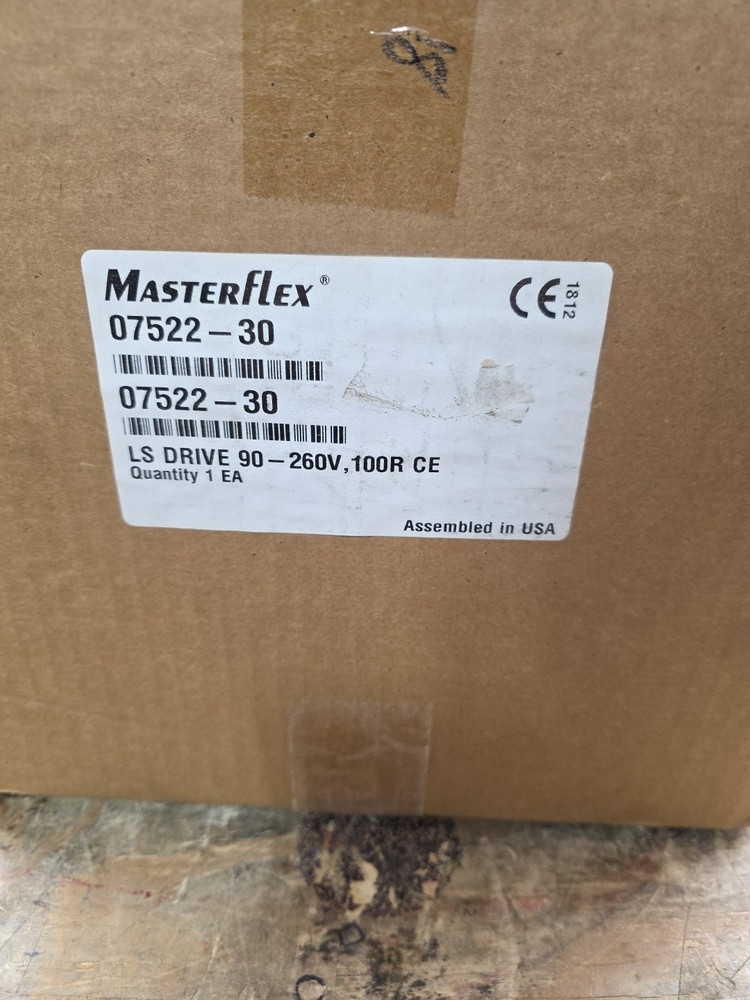 MASTERFLEX®
CE 1812
07522-30
07522-30
LS DRIVE 90-260V,100R CE
Quantity 1 EA
Assembled in USA